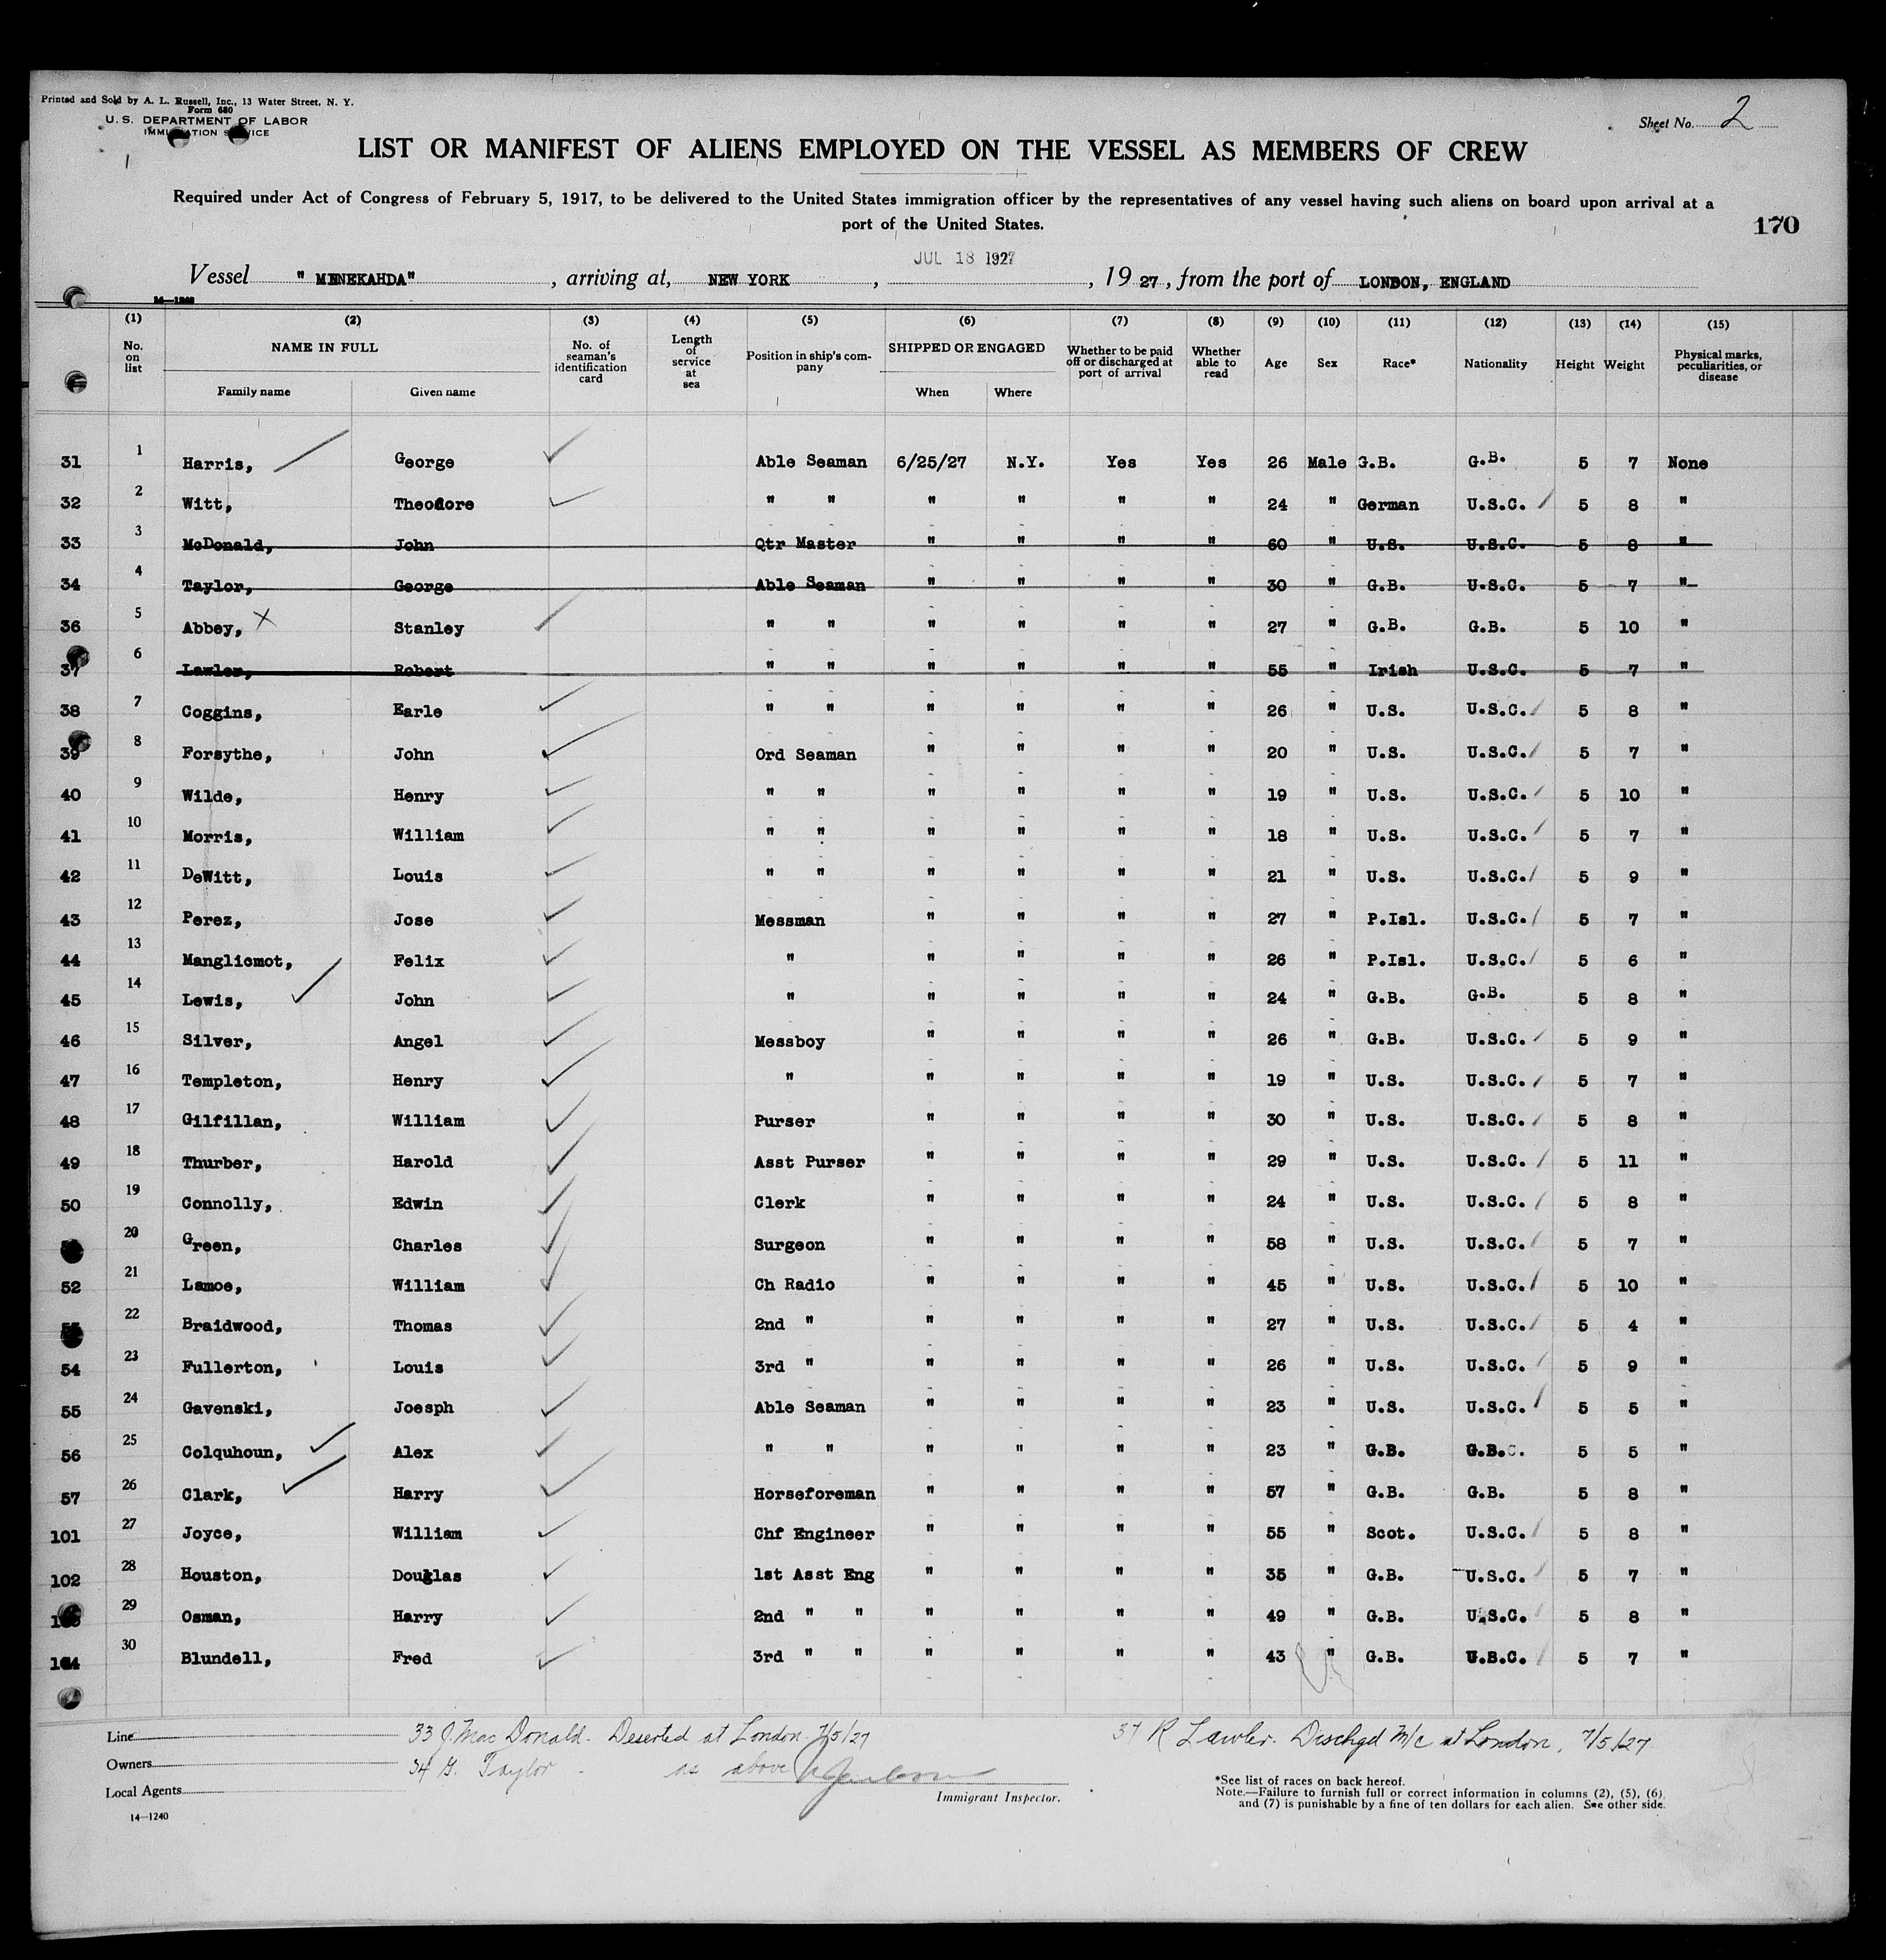 Printed and Sold by A. L. Russell, Inc., 13 Water Street, N. Y.
Form 680
U. S. DEPARTMENT OF LABOR
IMMIGRATION SERVICE
Sheet No. 2
LIST OR MANIFEST OF ALIENS EMPLOYED ON THE VESSEL AS MEMBERS OF CREW
Required under Act of Congress of February 5, 1917, to be delivered to the United States immigration officer by the representatives of any vessel having such aliens on board upon arrival at a
port of the United States.
170
JUL 18 1927
Vessel " MENEKAHDA" , arriving at, NEW YORK , , 19 27 , from the port of LONDON, ENGLAND
14—1240
(1) (2) (3) (4) (5) (6) (7) (8) (9) (10) (11) (12) (13) (14) (15)
No. on list NAME IN FULL Family name Given name No. of seaman's identification card Length of service at sea Position in ship's company SHIPPED OR ENGAGED When Where Whether to be paid off or discharged at port of arrival Whether able to read Age Sex Race* Nationality Height Weight Physical marks, peculiarities, or disease
31 1 Harris, George Able Seaman 6/25/27 N.Y. Yes Yes 26 Male G.B. G.B. 5 7 None
32 2 Witt, Theodore " " " " " " 24 " German U.S.C. 5 8 "
33 3 McDonald, John Qtr Master " " " " 60 " U.S. U.S.C. 5 8 "
34 4 Taylor, George Able Seaman " " " " 30 " G.B. U.S.C. 5 7 "
36 5 Abbey, X Stanley " " " " " " 27 " G.B. G.B. 5 10 "
37 6 Lawler, Robert " " " " " " 55 " Irish U.S.C. 5 7 "
38 7 Coggins, Earle " " " " " " 26 " U.S. U.S.C. 5 8 "
39 8 Forsythe, John Ord Seaman " " " " 20 " U.S. U.S.C. 5 7 "
40 9 Wilde, Henry " " " " " " 19 " U.S. U.S.C. 5 10 "
41 10 Morris, William " " " " " " 18 " U.S. U.S.C. 5 7 "
42 11 DeWitt, Louis " " " " " " 21 " U.S. U.S.C. 5 9 "
43 12 Perez, Jose Messman " " " " 27 " P.Isl. U.S.C. 5 7 "
44 13 Manglicmot, Felix " " " " " 26 " P.Isl. U.S.C. 5 6 "
45 14 Lewis, John " " " " " 24 " G.B. G.B. 5 8 "
46 15 Silver, Angel Messboy " " " " 26 " G.B. U.S.C. 5 9 "
47 16 Templeton, Henry " " " " " 19 " U.S. U.S.C. 5 7 "
48 17 Gilfillan, William Purser " " " " 30 " U.S. U.S.C. 5 8 "
49 18 Thurber, Harold Asst Purser " " " " 29 " U.S. U.S.C. 5 11 "
50 19 Connolly, Edwin Clerk " " " " 24 " U.S. U.S.C. 5 8 "
20 Green, Charles Surgeon " " " " 58 " U.S. U.S.C. 5 7 "
52 21 Lamoe, William Ch Radio " " " " 45 " U.S. U.S.C. 5 10 "
22 Braidwood, Thomas 2nd " " " " " 27 " U.S. U.S.C. 5 4 "
54 23 Fullerton, Louis 3rd " " " " " 26 " U.S. U.S.C. 5 9 "
55 24 Gavenski, Joesph Able Seaman " " " " 23 " U.S. U.S.C. 5 5 "
56 25 Colquhoun, Alex " " " " " " 23 " G.B. G.B. 5 5 "
57 26 Clark, Harry Horseforeman " " " " 57 " G.B. G.B. 5 8 "
101 27 Joyce, William Chf Engineer " " " " 55 " Scot. U.S.C. 5 8 "
102 28 Houston, Douglas 1st Asst Eng " " " " 35 " G.B. U.S.C. 5 7 "
29 Osman, Harry 2nd " " " " " " 49 " G.B. U.S.C. 5 8 "
104 30 Blundell, Fred 3rd " " " " " " 43 " G.B. U.S.C. 5 7 "
Line 33 J. Mac Donald. Deserted at London. 7/5/27 37 R Lawler. Dischgd M/c at London, 7/5/27
Owners 34 G. Taylor - as above
Local Agents
Immigrant Inspector.
*See list of races on back hereof.
Note.—Failure to furnish full or correct information in columns (2), (5), (6),
and (7) is punishable by a fine of ten dollars for each alien. See other side.
14—1240